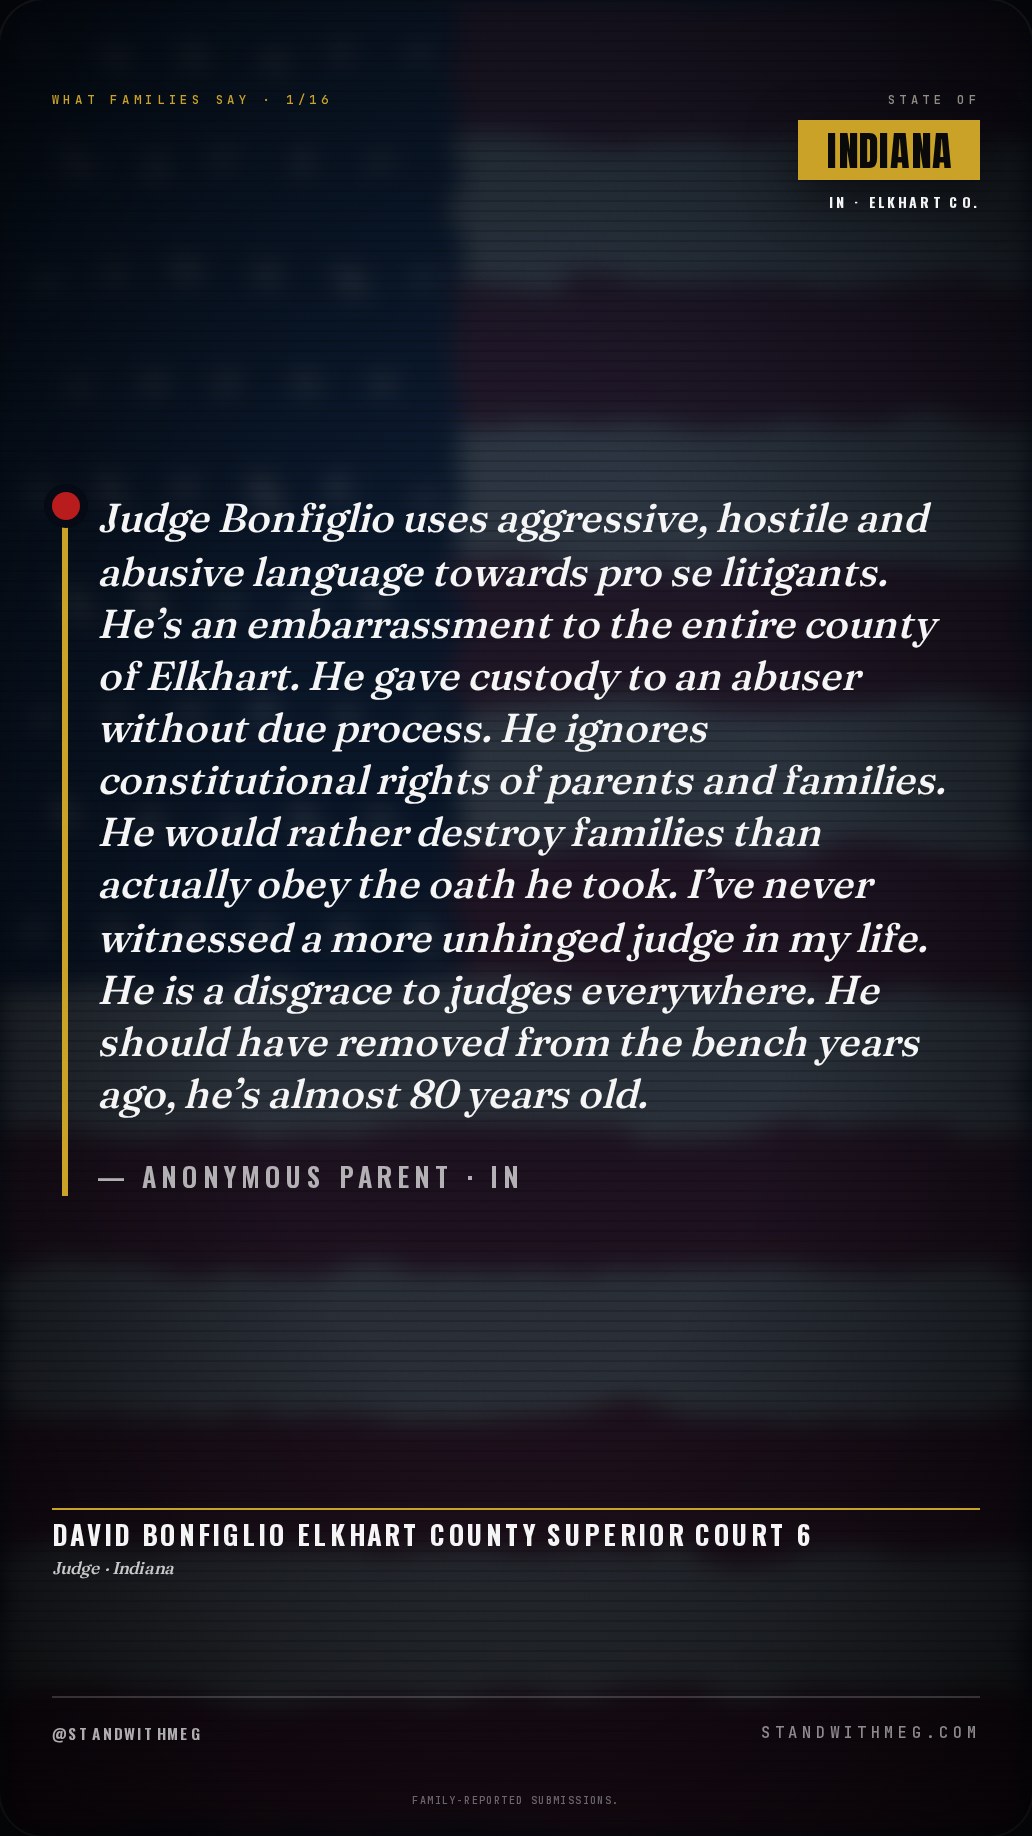 WHAT FAMILIES SAY · 1/16
STATE OF
INDIANA
IN · ELKHART CO.
Judge Bonfiglio uses aggressive, hostile and
abusive language towards pro se litigants.
He’s an embarrassment to the entire county
of Elkhart. He gave custody to an abuser
without due process. He ignores
constitutional rights of parents and families.
He would rather destroy families than
actually obey the oath he took. I’ve never
witnessed a more unhinged judge in my life.
He is a disgrace to judges everywhere. He
should have removed from the bench years
ago, he’s almost 80 years old.
— ANONYMOUS PARENT · IN
DAVID BONFIGLIO ELKHART COUNTY SUPERIOR COURT 6
Judge · Indiana
@STANDWITHMEG
STANDWITHMEG.COM
FAMILY-REPORTED SUBMISSIONS.